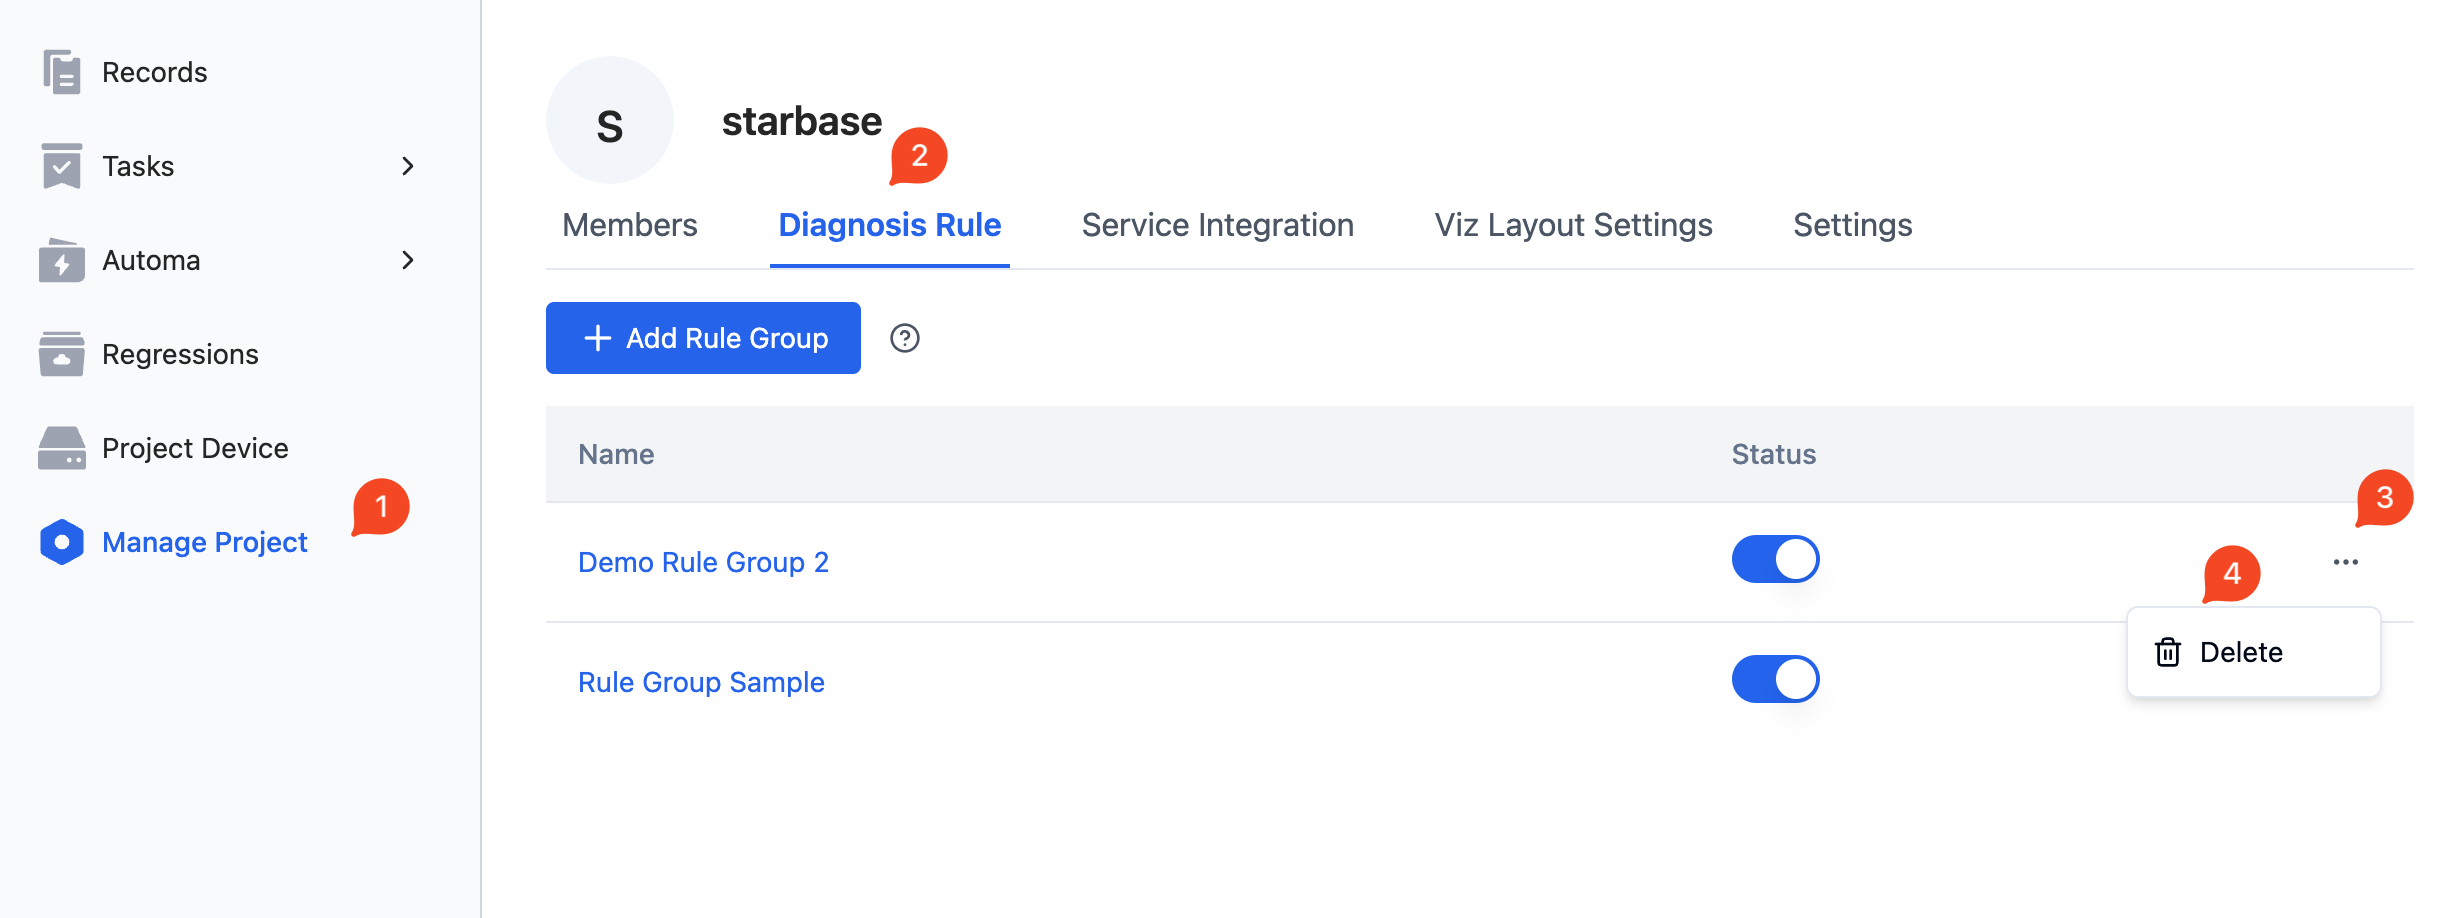 Records
Tasks
Automa
Regressions
Project Device
1
Manage Project
S
starbase
2
Members
Diagnosis Rule
Service Integration
Viz Layout Settings
Settings
+ Add Rule Group
?
Name
Status
3
Demo Rule Group 2
...
4
Delete
Rule Group Sample